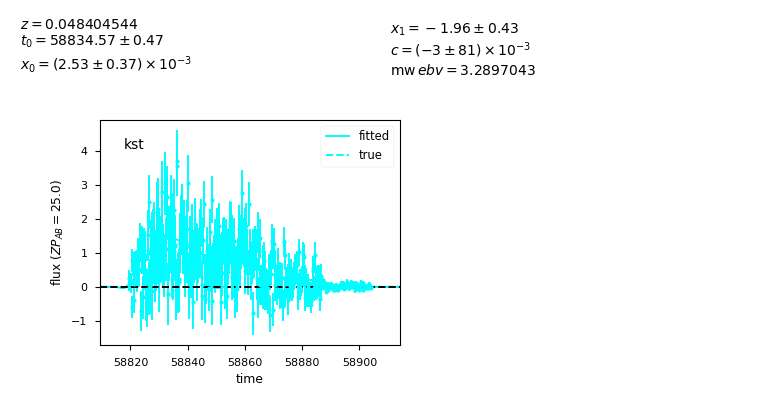 z = 0.048404544
t₀ = 58834.57 ± 0.47
x₀ = (2.53 ± 0.37) × 10⁻³
x₁ = −1.96 ± 0.43
c = (−3 ± 81) × 10⁻³
mw ebv = 3.2897043
kst
fitted
true
flux (ZP_AB = 25.0)
4
3
2
1
0
−1
58820 58840 58860 58880 58900
time